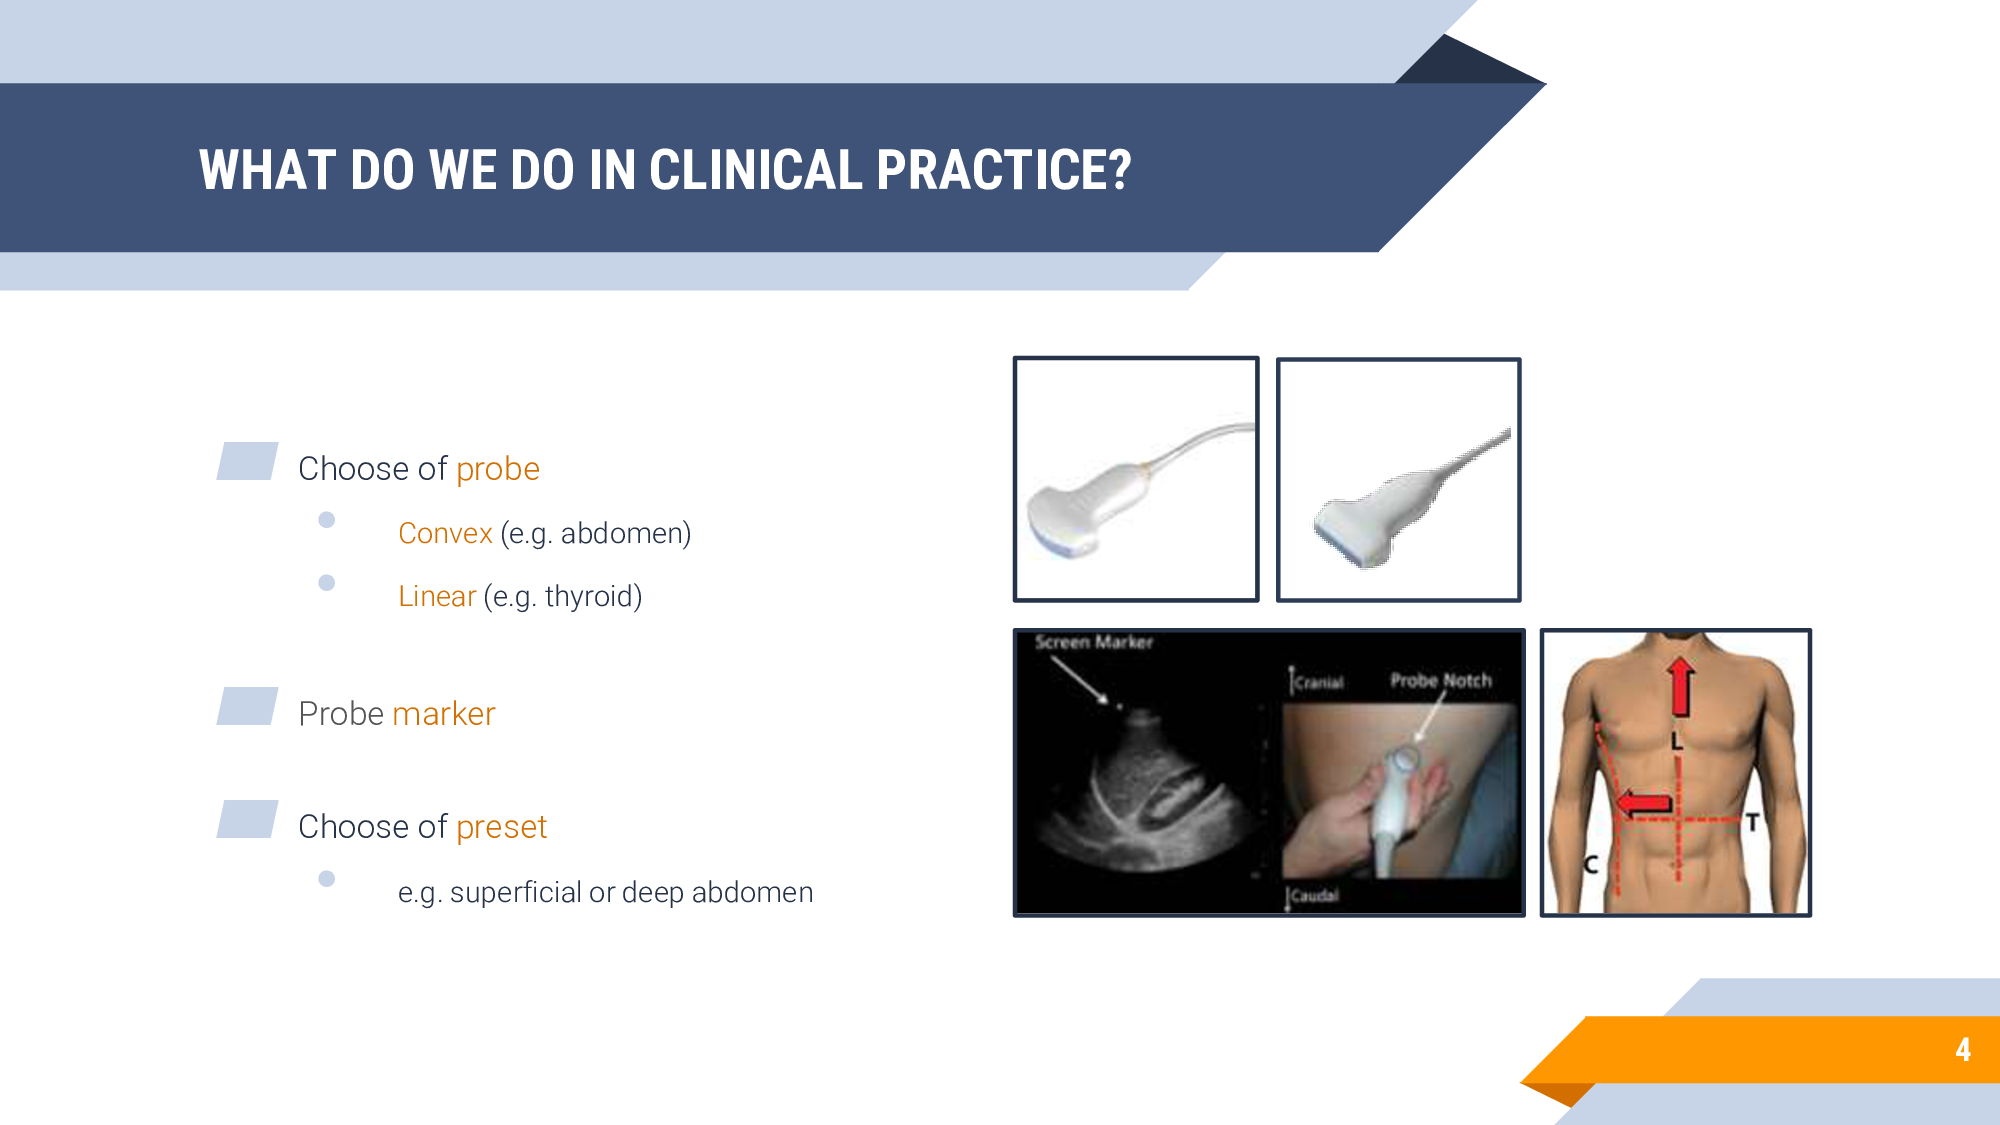 WHAT DO WE DO IN CLINICAL PRACTICE?
Choose of probe
Convex (e.g. abdomen)
Linear (e.g. thyroid)
Probe marker
Choose of preset
e.g. superficial or deep abdomen
Screen Marker
Cranial
Probe Notch
Caudal
L
T
C
4